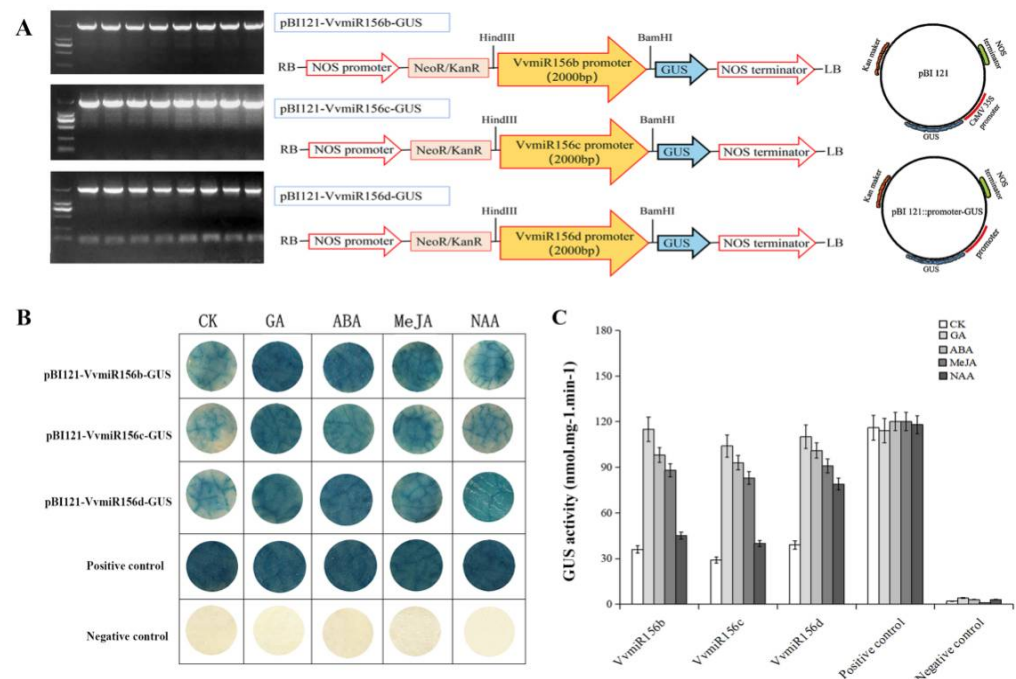 A
pBI121-VvmiR156b-GUS
HindIII
BamHI
RB
NOS promoter
NeoR/KanR
VvmiR156b promoter
(2000bp)
GUS
NOS terminator
LB
pBI121-VvmiR156c-GUS
HindIII
BamHI
RB
NOS promoter
NeoR/KanR
VvmiR156c promoter
(2000bp)
GUS
NOS terminator
LB
pBI121-VvmiR156d-GUS
HindIII
BamHI
RB
NOS promoter
NeoR/KanR
VvmiR156d promoter
(2000bp)
GUS
NOS terminator
LB
Kan maker
NOS
terminator
pBI 121
CaMV 35S
promoter
GUS
Kan maker
NOS
terminator
pBI 121::promoter-GUS
promoter
GUS
B
CK GA ABA MeJA NAA
pBI121-VvmiR156b-GUS
pBI121-VvmiR156c-GUS
pBI121-VvmiR156d-GUS
Positive control
Negative control
C
GUS activity (nmol.mg-1.min-1)
180
150
120
90
60
30
0
CK
GA
ABA
MeJA
NAA
VvmiR156b
VvmiR156c
VvmiR156d
Positive control
Negative control